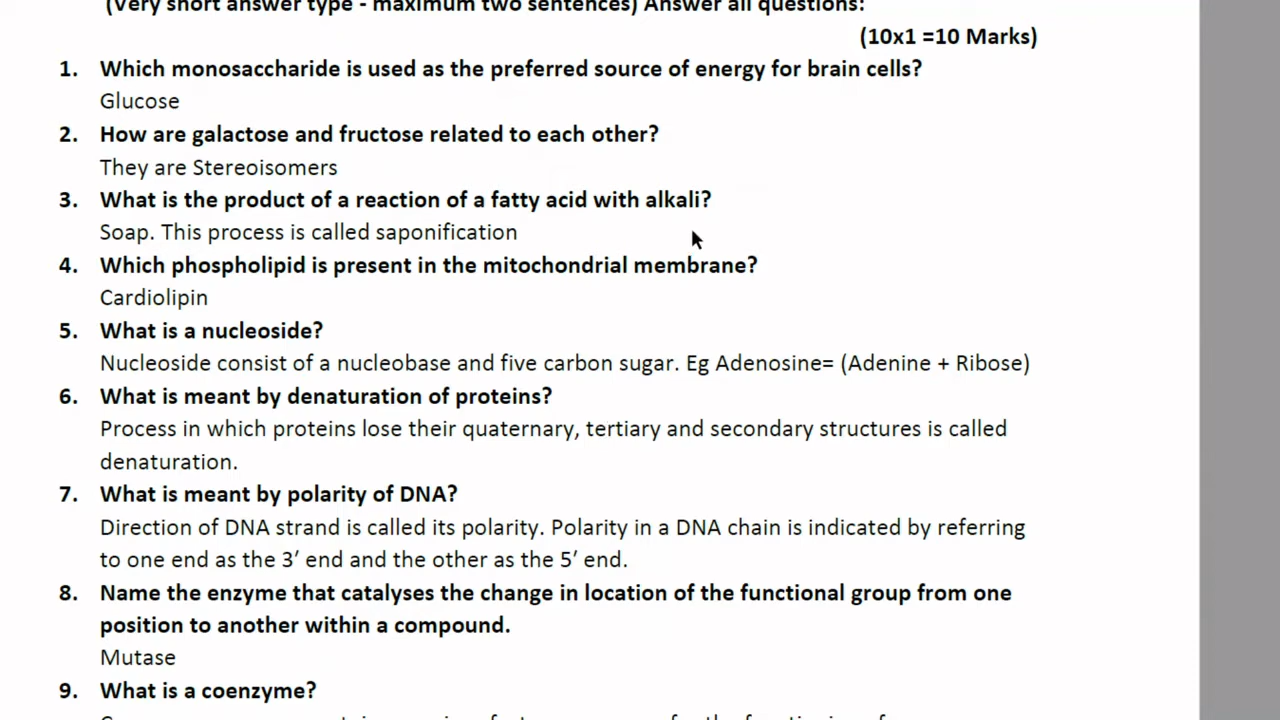 (Very short answer type - maximum two sentences) Answer all questions:
(10x1 =10 Marks)
1. Which monosaccharide is used as the preferred source of energy for brain cells?
Glucose
2. How are galactose and fructose related to each other?
They are Stereoisomers
3. What is the product of a reaction of a fatty acid with alkali?
Soap. This process is called saponification
4. Which phospholipid is present in the mitochondrial membrane?
Cardiolipin
5. What is a nucleoside?
Nucleoside consist of a nucleobase and five carbon sugar. Eg Adenosine= (Adenine + Ribose)
6. What is meant by denaturation of proteins?
Process in which proteins lose their quaternary, tertiary and secondary structures is called
denaturation.
7. What is meant by polarity of DNA?
Direction of DNA strand is called its polarity. Polarity in a DNA chain is indicated by referring
to one end as the 3’ end and the other as the 5’ end.
8. Name the enzyme that catalyses the change in location of the functional group from one
position to another within a compound.
Mutase
9. What is a coenzyme?